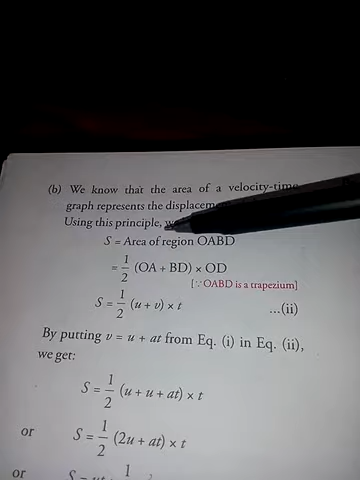 (b) We know that the area of a velocity-time
graph represents the
Using this principle,
S = Area of region OABD
= 1/2 (OA + BD) × OD
[∵ OABD is a trapezium]
S = 1/2 (u + v) × t ...(ii)
By putting v = u + at from Eq. (i) in Eq. (ii),
we get:
S = 1/2 (u + u + at) × t
or S = 1/2 (2u + at) × t
or